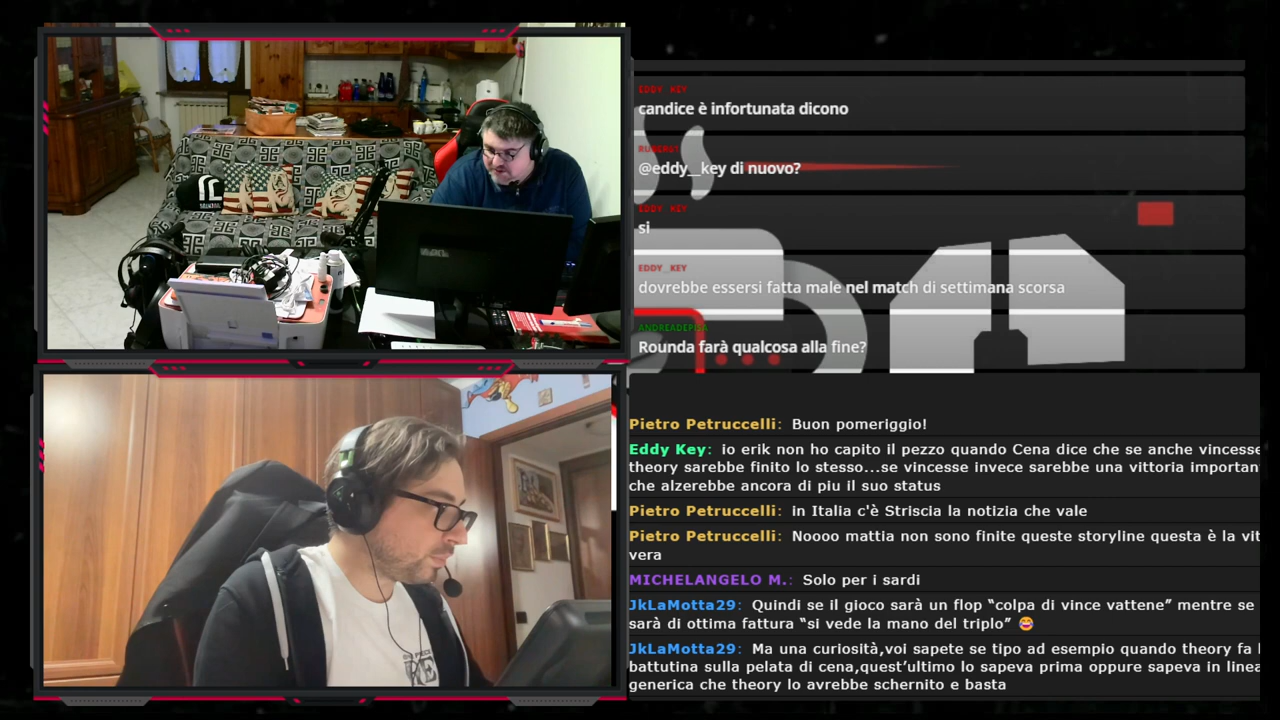 EDDY_KEY
candice è infortunata dicono
@eddy__key di nuovo?
EDDY_KEY
si
EDDY_KEY
dovrebbe essersi fatta male nel match di settimana scorsa
Rounda farà qualcosa alla fine?
Pietro Petruccelli: Buon pomeriggio!
Eddy Key: io erik non ho capito il pezzo quando Cena dice che se anche vincesse
theory sarebbe finito lo stesso...se vincesse invece sarebbe una vittoria importan
che alzerebbe ancora di piu il suo status
Pietro Petruccelli: in Italia c'è Striscia la notizia che vale
Pietro Petruccelli: Noooo mattia non sono finite queste storyline questa è la vit
vera
MICHELANGELO M.: Solo per i sardi
JkLaMotta29: Quindi se il gioco sarà un flop “colpa di vince vattene” mentre se
sarà di ottima fattura “si vede la mano del triplo” 😂
JkLaMotta29: Ma una curiosità,voi sapete se tipo ad esempio quando theory fa
battutina sulla pelata di cena,quest’ultimo lo sapeva prima oppure sapeva in linea
generica che theory lo avrebbe schernito e basta